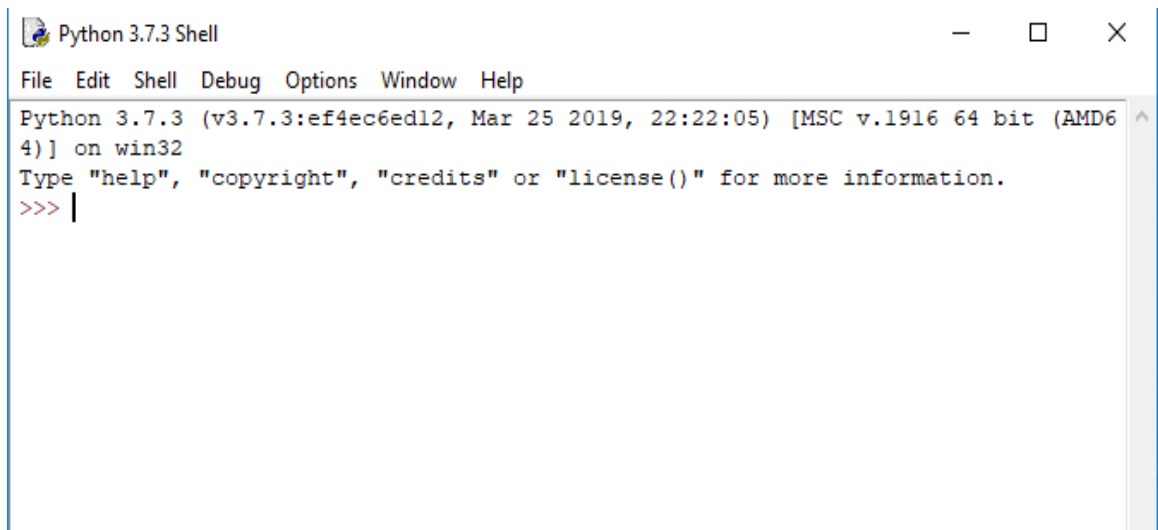 Python 3.7.3 Shell
File Edit Shell Debug Options Window Help
Python 3.7.3 (v3.7.3:ef4ec6ed12, Mar 25 2019, 22:22:05) [MSC v.1916 64 bit (AMD6
4)] on win32
Type "help", "copyright", "credits" or "license()" for more information.
>>>